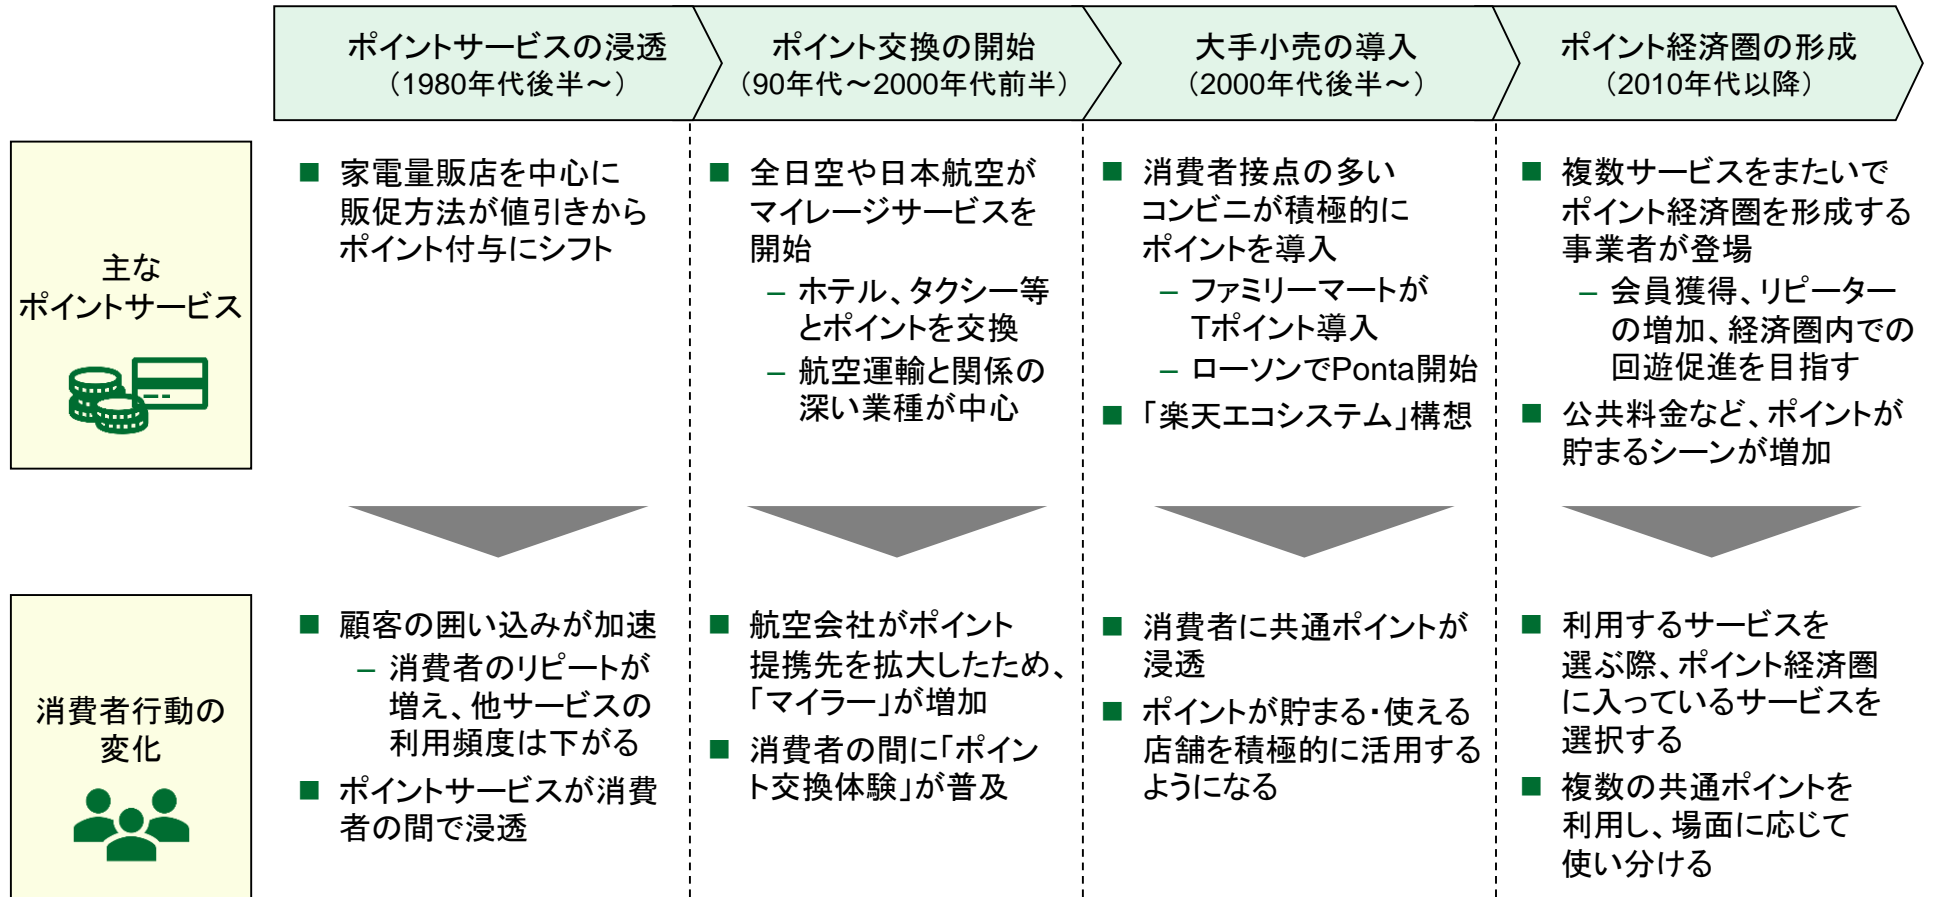 ポイントサービスの浸透
（1980年代後半～）
ポイント交換の開始
（90年代～2000年代前半）
大手小売の導入
（2000年代後半～）
ポイント経済圏の形成
（2010年代以降）
主な
ポイントサービス
■ 家電量販店を中心に
販促方法が値引きから
ポイント付与にシフト
■ 全日空や日本航空が
マイレージサービスを
開始
– ホテル、タクシー等
とポイントを交換
– 航空運輸と関係の
深い業種が中心
■ 消費者接点の多い
コンビニが積極的に
ポイントを導入
– ファミリーマートが
Tポイント導入
– ローソンでPonta開始
■ 「楽天エコシステム」構想
■ 複数サービスをまたいで
ポイント経済圏を形成する
事業者が登場
– 会員獲得、リピーター
の増加、経済圏内での
回遊促進を目指す
■ 公共料金など、ポイントが
貯まるシーンが増加
消費者行動の
変化
■ 顧客の囲い込みが加速
– 消費者のリピートが
増え、他サービスの
利用頻度は下がる
■ ポイントサービスが消費
者の間で浸透
■ 航空会社がポイント
提携先を拡大したため、
「マイラー」が増加
■ 消費者の間に「ポイン
ト交換体験」が普及
■ 消費者に共通ポイントが
浸透
■ ポイントが貯まる・使える
店舗を積極的に活用する
ようになる
■ 利用するサービスを
選ぶ際、ポイント経済圏
に入っているサービスを
選択する
■ 複数の共通ポイントを
利用し、場面に応じて
使い分ける